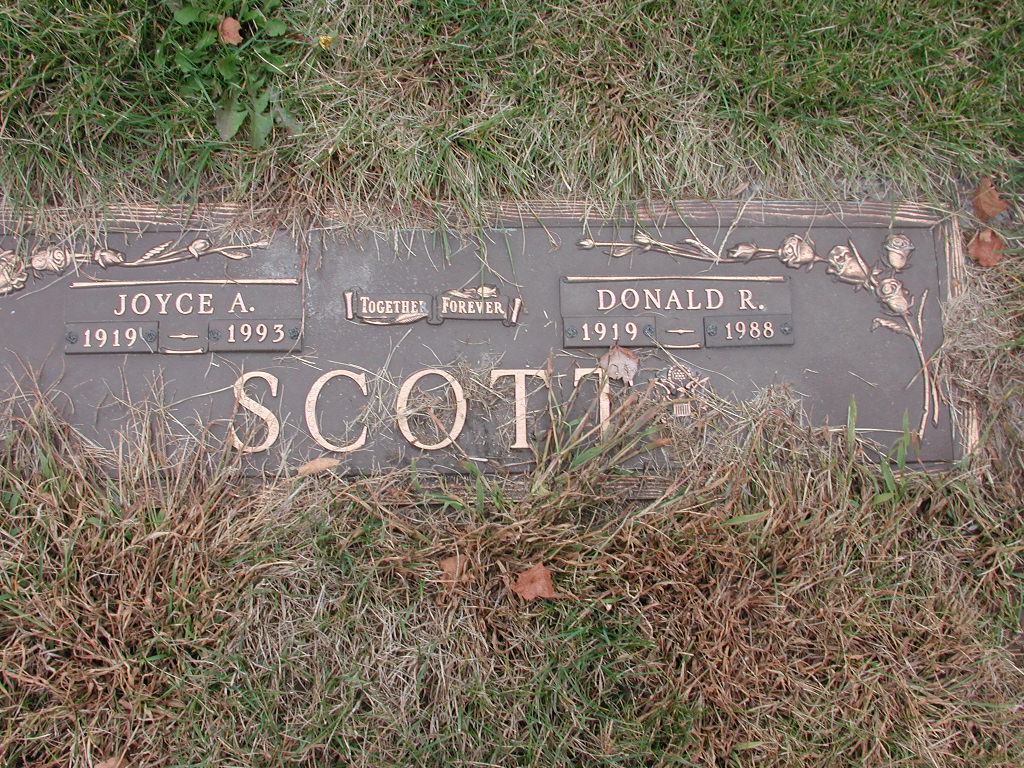 JOYCE A.
1919 – 1993
TOGETHER FOREVER
DONALD R.
1919 – 1988
SCOTT